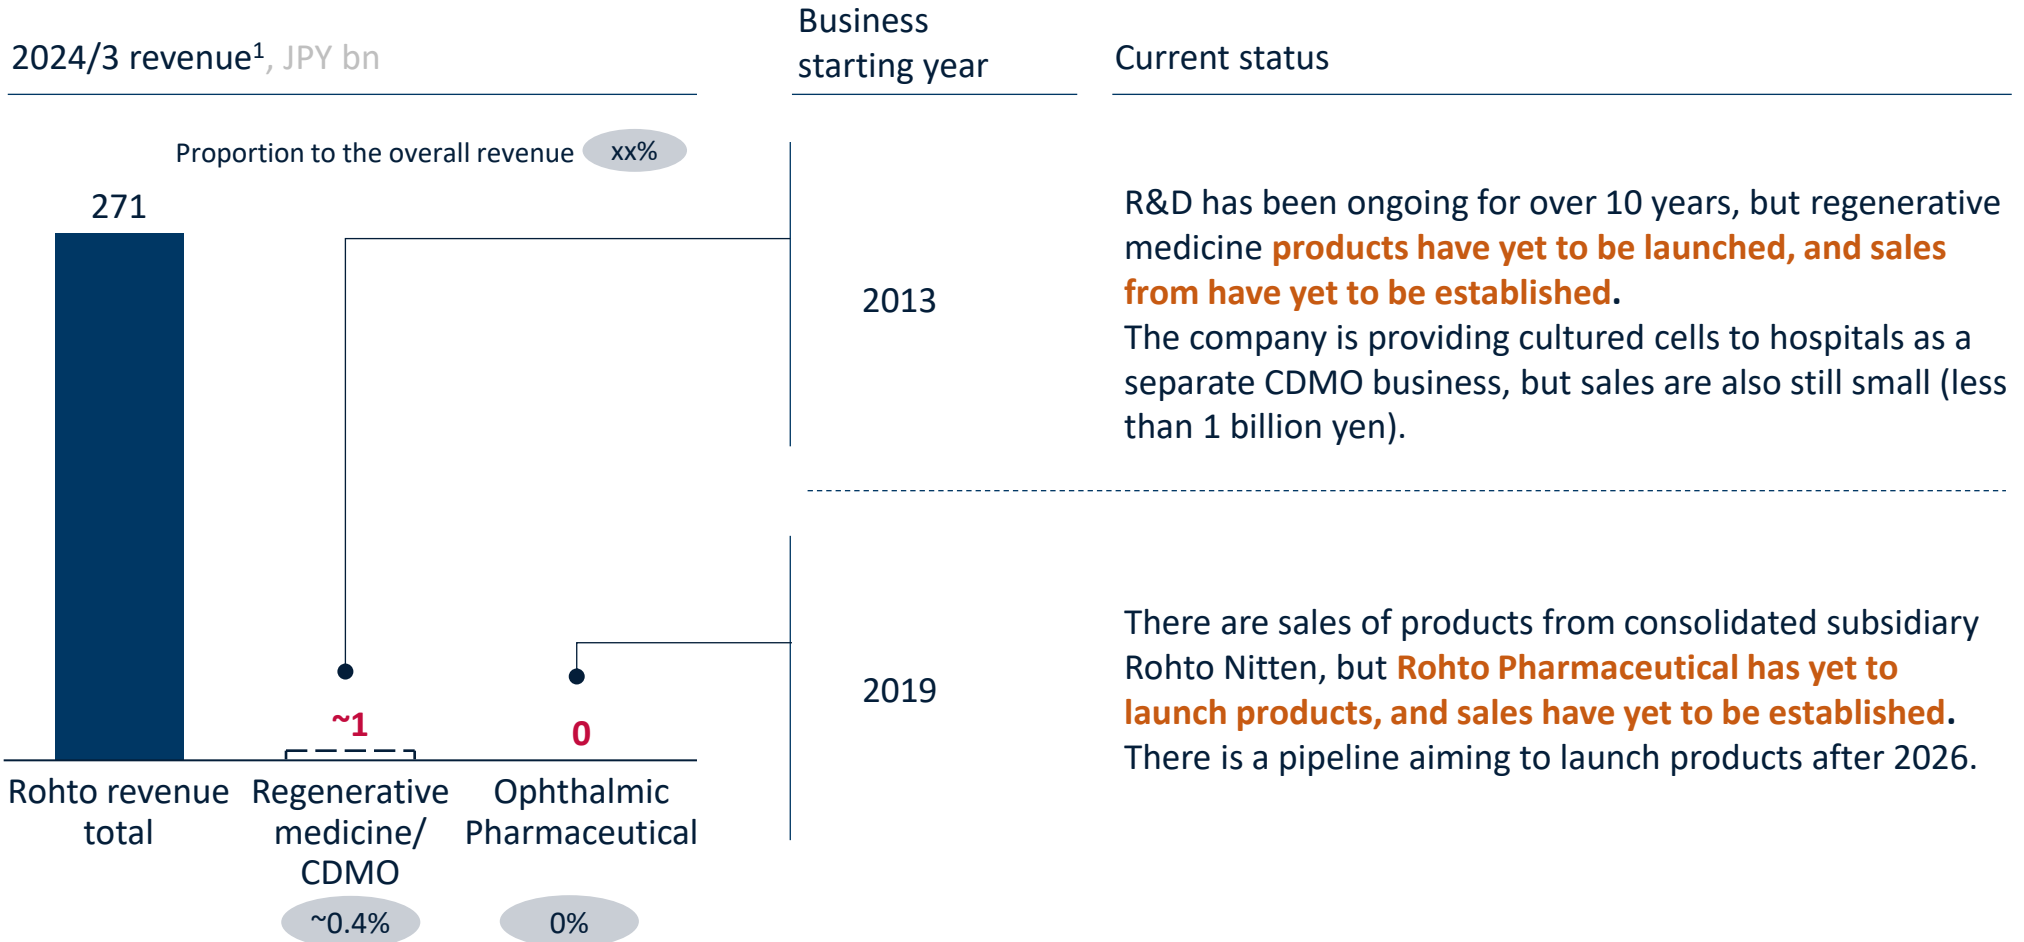 2024/3 revenue¹, JPY bn
Business
starting year
Current status
Proportion to the overall revenue xx%
271
~1
0
Rohto revenue
total
Regenerative
medicine/
CDMO
Ophthalmic
Pharmaceutical
~0.4%
0%
2013
R&D has been ongoing for over 10 years, but regenerative
medicine products have yet to be launched, and sales
from have yet to be established.
The company is providing cultured cells to hospitals as a
separate CDMO business, but sales are also still small (less
than 1 billion yen).
2019
There are sales of products from consolidated subsidiary
Rohto Nitten, but Rohto Pharmaceutical has yet to
launch products, and sales have yet to be established.
There is a pipeline aiming to launch products after 2026.